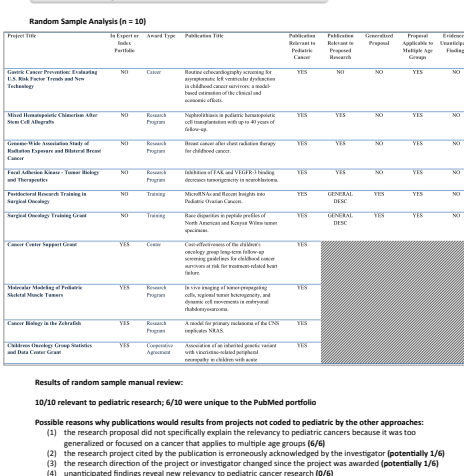 Random Sample Analysis (n = 10)
Project Title In Expert or Index Portfolio Award Type Publication Title Publication Relevant to Pediatric Cancer Publication Relevant to Proposed Research Generalized Proposal Proposal Applicable to Multiple Age Groups Evidence Unanticipa Finding
Gastric Cancer Prevention: Evaluating NO Career Routine echocardiography screening for YES NO NO YES NO
U.S. Risk Factor Trends and New asymptomatic left ventricular dysfunction
Technology in childhood cancer survivors: a model-
based estimation of the clinical and
economic effects.
Mixed Hematopoietic Chimerism After NO Research Nephrolithiasis in pediatric hematopoietic YES YES NO YES NO
Stem Cell Allografts Program cell transplantation with up to 40 years of
follow-up.
Genome-Wide Association Study of NO Research Breast cancer after chest radiation therapy YES YES NO YES NO
Radiation Exposure and Bilateral Breast Program for childhood cancer.
Cancer
Focal Adhesion Kinase - Tumor Biology NO Research Inhibition of FAK and VEGFR-3 binding YES YES NO YES NO
and Therapeutics Program decreases tumorigenicity in neuroblastoma.
Postdoctoral Research Training in NO Training MicroRNAs and Recent Insights into YES GENERAL YES YES NO
Surgical Oncology Pediatric Ovarian Cancers. DESC
Surgical Oncology Training Grant NO Training Race disparities in peptide profiles of YES GENERAL YES YES NO
North American and Kenyan Wilms tumor DESC
specimens.
Cancer Center Support Grant YES Center Cost-effectiveness of the children's YES
oncology group long-term follow-up
screening guidelines for childhood cancer
survivors at risk for treatment-related heart
failure.
Molecular Modeling of Pediatric YES Research In vivo imaging of tumor-propagating YES
Skeletal Muscle Tumors Program cells, regional tumor heterogeneity, and
dynamic cell movements in embryonal
rhabdomyosarcoma.
Cancer Biology in the Zebrafish YES Research A model for primary melanoma of the CNS YES
Program implicates NRAS.
Childrens Oncology Group Statistics YES Cooperative Association of an inherited genetic variant YES
and Data Center Grant Agreement with vincristine-related peripheral
neuropathy in children with acute
Results of random sample manual review:
10/10 relevant to pediatric research; 6/10 were unique to the PubMed portfolio
Possible reasons why publications would results from projects not coded to pediatric by the other approaches:
(1) the research proposal did not specifically explain the relevancy to pediatric cancers because it was too
generalized or focused on a cancer that applies to multiple age groups (6/6)
(2) the research project cited by the publication is erroneously acknowledged by the investigator (potentially 1/6)
(3) the research direction of the project or investigator changed since the project was awarded (potentially 1/6)
(4) unanticipated findings reveal new relevancy to pediatric cancer research (0/6)